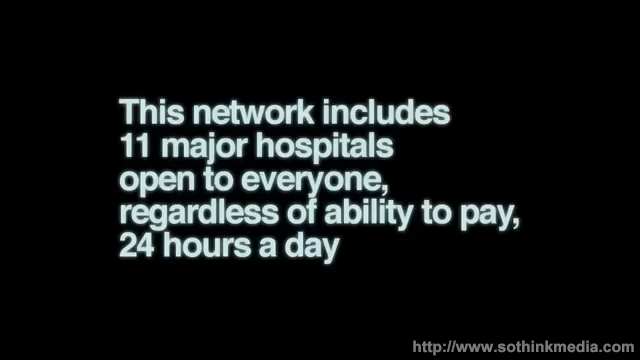 This network includes
11 major hospitals
open to everyone,
regardless of ability to pay,
24 hours a day
http://www.sothinkmedia.com